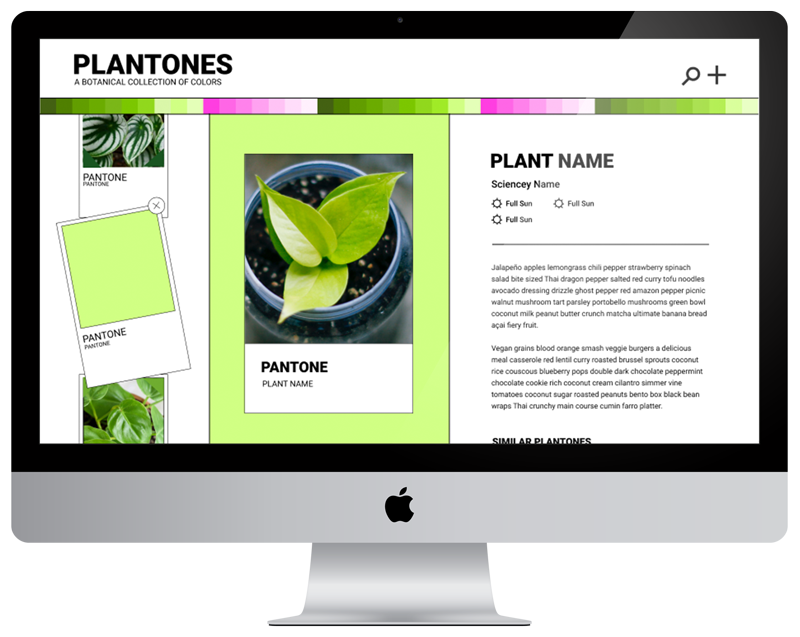 PLANTONES
A BOTANICAL COLLECTION OF COLORS
PANTONE
PANTONE
PANTONE
PANTONE
PANTONE
PLANT NAME
PLANT NAME
Sciencey Name
Full Sun Full Sun
Full Sun
Jalapeño apples lemongrass chili pepper strawberry spinach
salad bite sized Thai dragon pepper salted red curry tofu noodles
avocado dressing drizzle ghost pepper red amazon pepper picnic
walnut mushroom tart parsley portobello mushrooms green bowl
coconut milk peanut butter crunch matcha ultimate banana bread
açai fiery fruit.
Vegan grains blood orange smash veggie burgers a delicious
meal casserole red lentil curry roasted brussel sprouts coconut
rice couscous blueberry pops double dark chocolate peppermint
chocolate cookie rich coconut cream cilantro simmer vine
tomatoes coconut sugar roasted peanuts bento box black bean
wraps Thai crunchy main course cumin farro platter.
SIMILAR PLANTONES